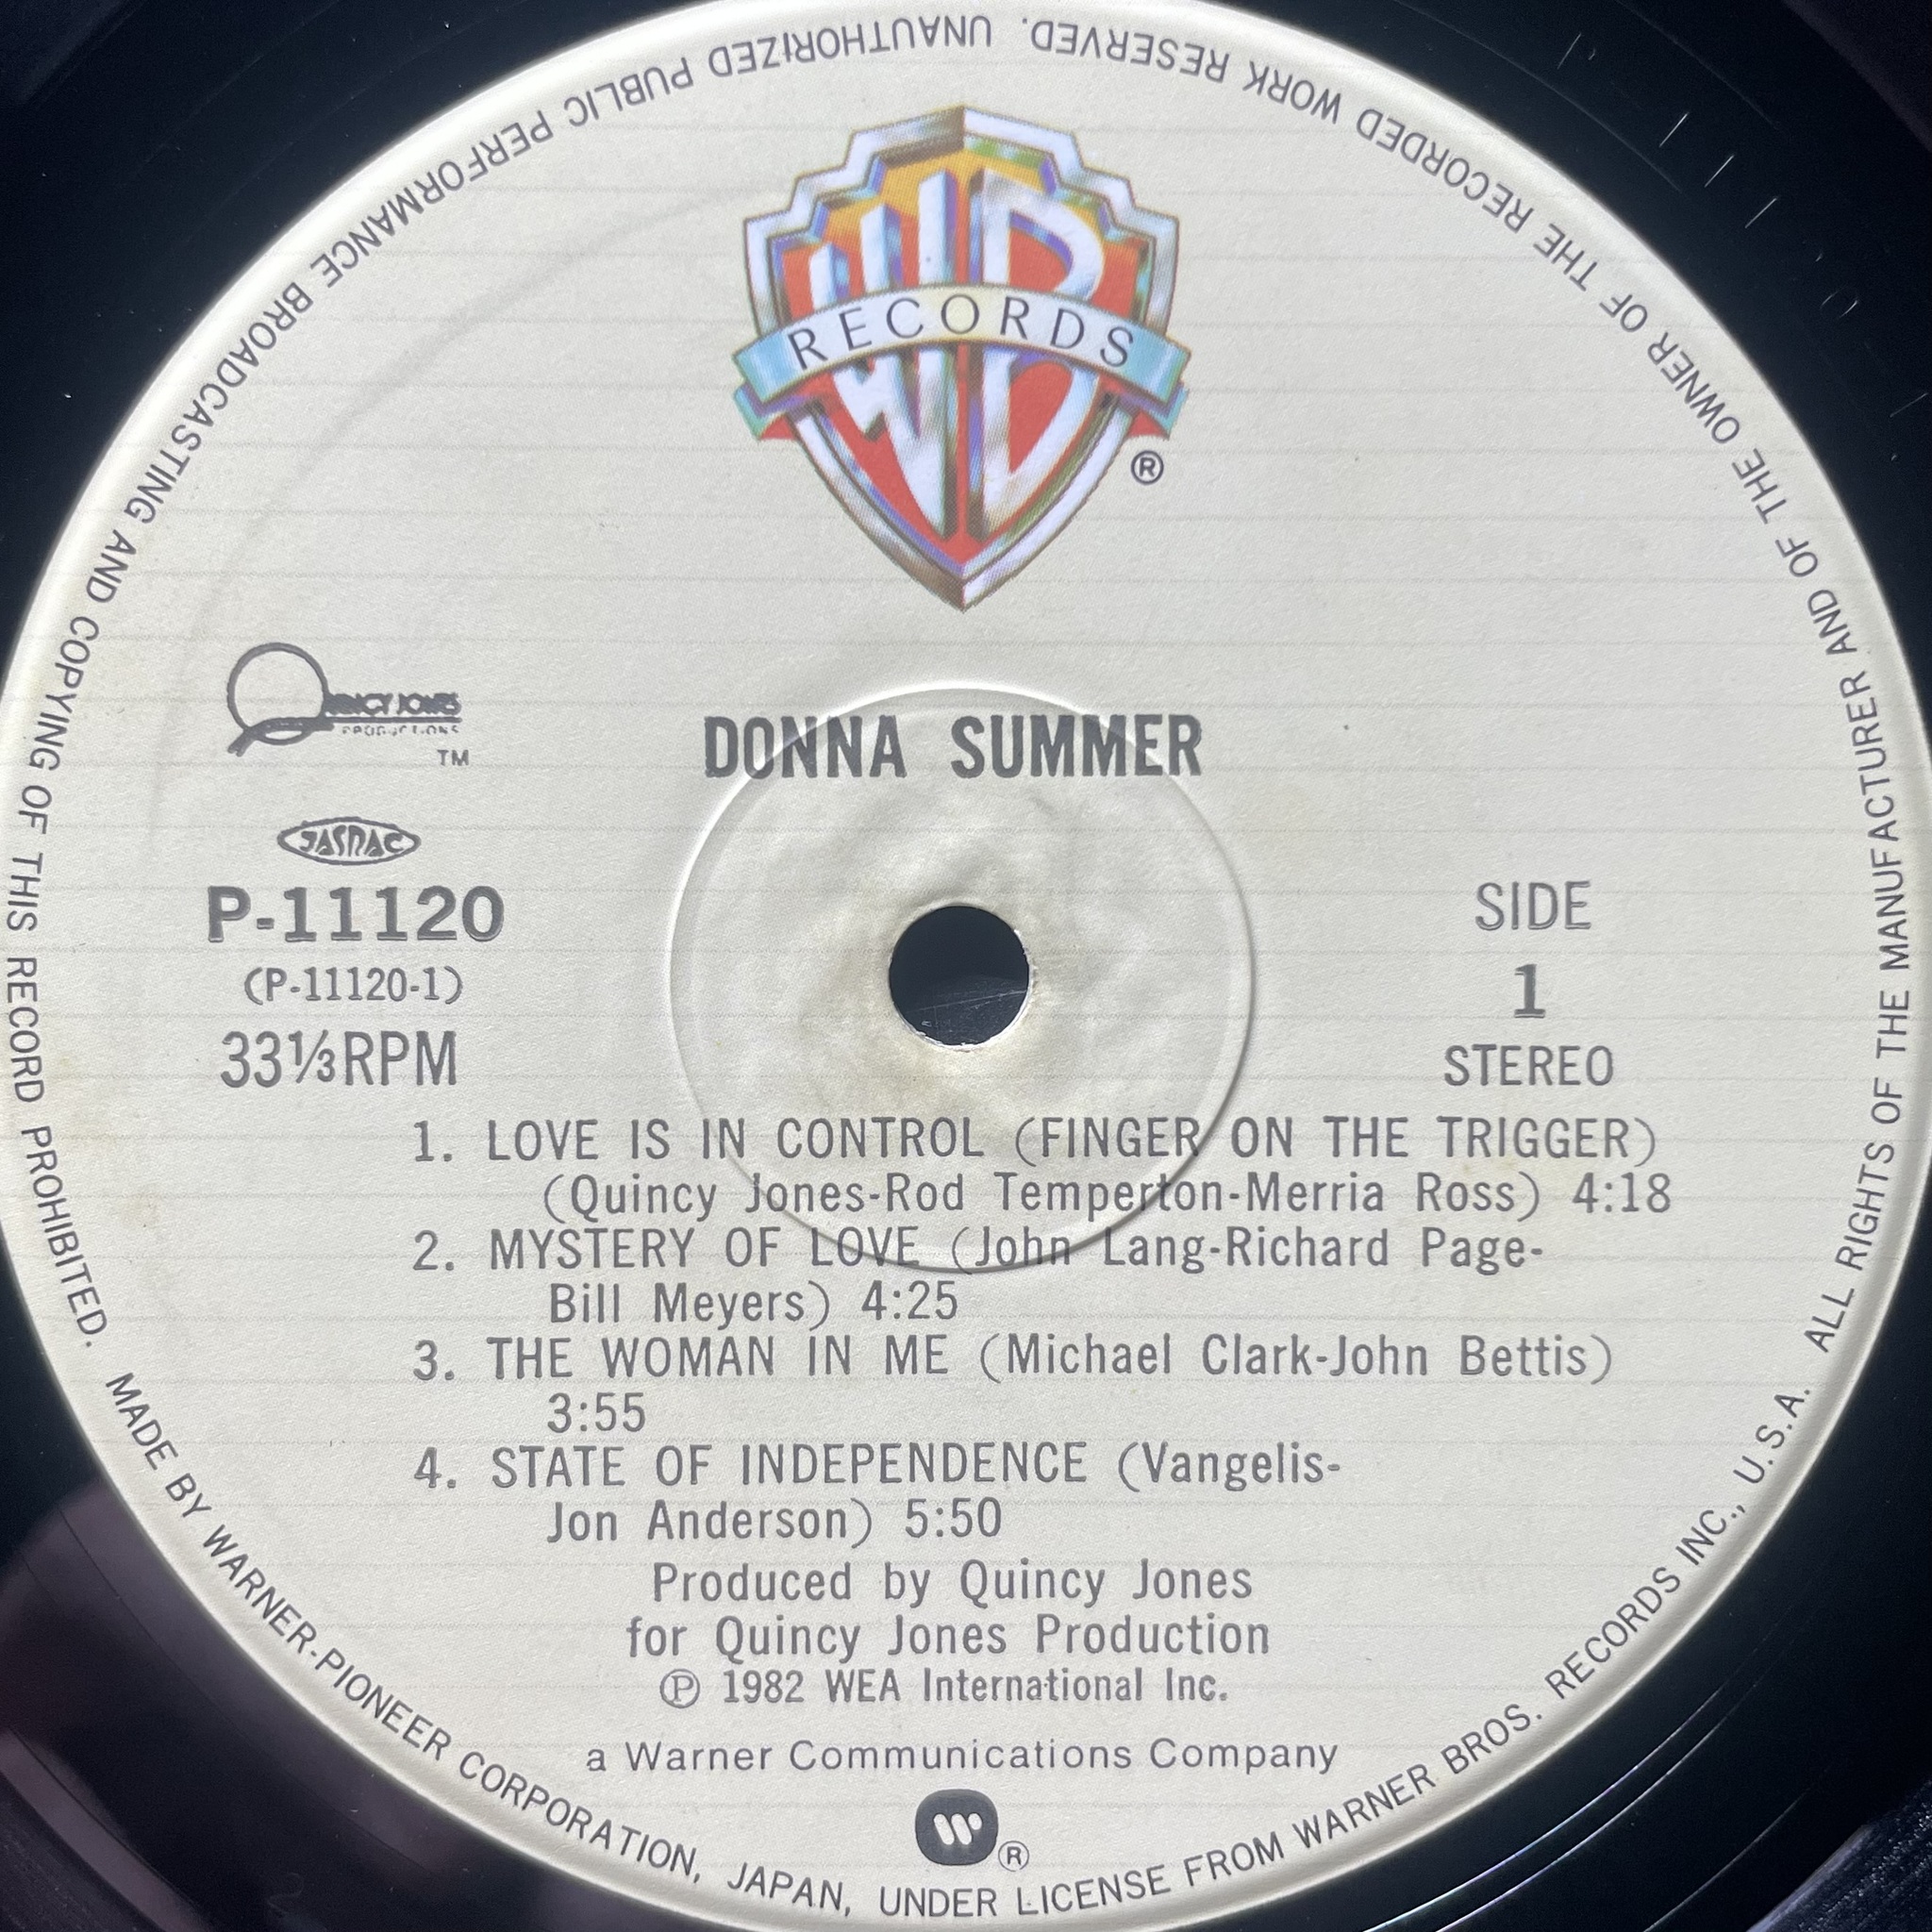 WB
RECORDS
®
QUINCY JONES
PRODUCTIONS
TM
DONNA SUMMER
JASRAC
P-11120
(P-11120-1)
33⅓RPM
SIDE
1
STEREO
1. LOVE IS IN CONTROL (FINGER ON THE TRIGGER)
(Quincy Jones-Rod Temperton-Merria Ross) 4:18
2. MYSTERY OF LOVE (John Lang-Richard Page-
Bill Meyers) 4:25
3. THE WOMAN IN ME (Michael Clark-John Bettis)
3:55
4. STATE OF INDEPENDENCE (Vangelis-
Jon Anderson) 5:50
Produced by Quincy Jones
for Quincy Jones Production
Ⓟ 1982 WEA International Inc.
a Warner Communications Company
W®
ALL RIGHTS OF THE MANUFACTURER AND OF THE OWNER OF THE RECORDED WORK RESERVED. UNAUTHORIZED PUBLIC PERFORMANCE BROADCASTING AND COPYING OF THIS RECORD PROHIBITED.
MADE BY WARNER-PIONEER CORPORATION, JAPAN, UNDER LICENSE FROM WARNER BROS. RECORDS INC., U.S.A.